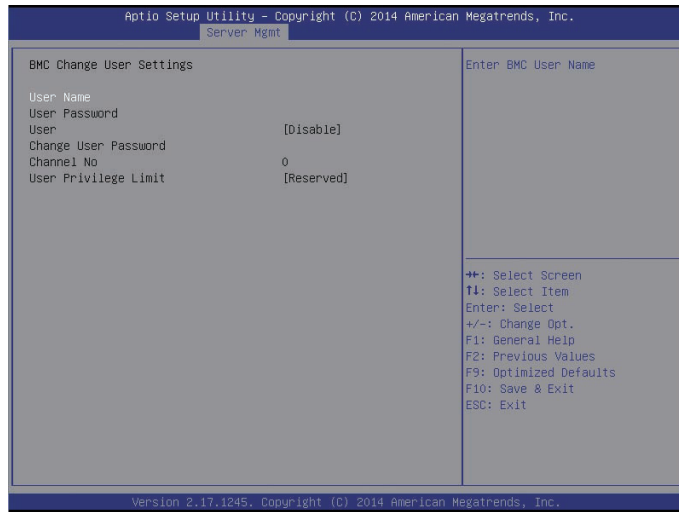 Aptio Setup Utility – Copyright (C) 2014 American Megatrends, Inc.
Server Mgmt
BMC Change User Settings
User Name
User Password
User [Disable]
Change User Password
Channel No 0
User Privilege Limit [Reserved]
Enter BMC User Name
→←: Select Screen
↑↓: Select Item
Enter: Select
+/-: Change Opt.
F1: General Help
F2: Previous Values
F9: Optimized Defaults
F10: Save & Exit
ESC: Exit
Version 2.17.1245. Copyright (C) 2014 American Megatrends, Inc.